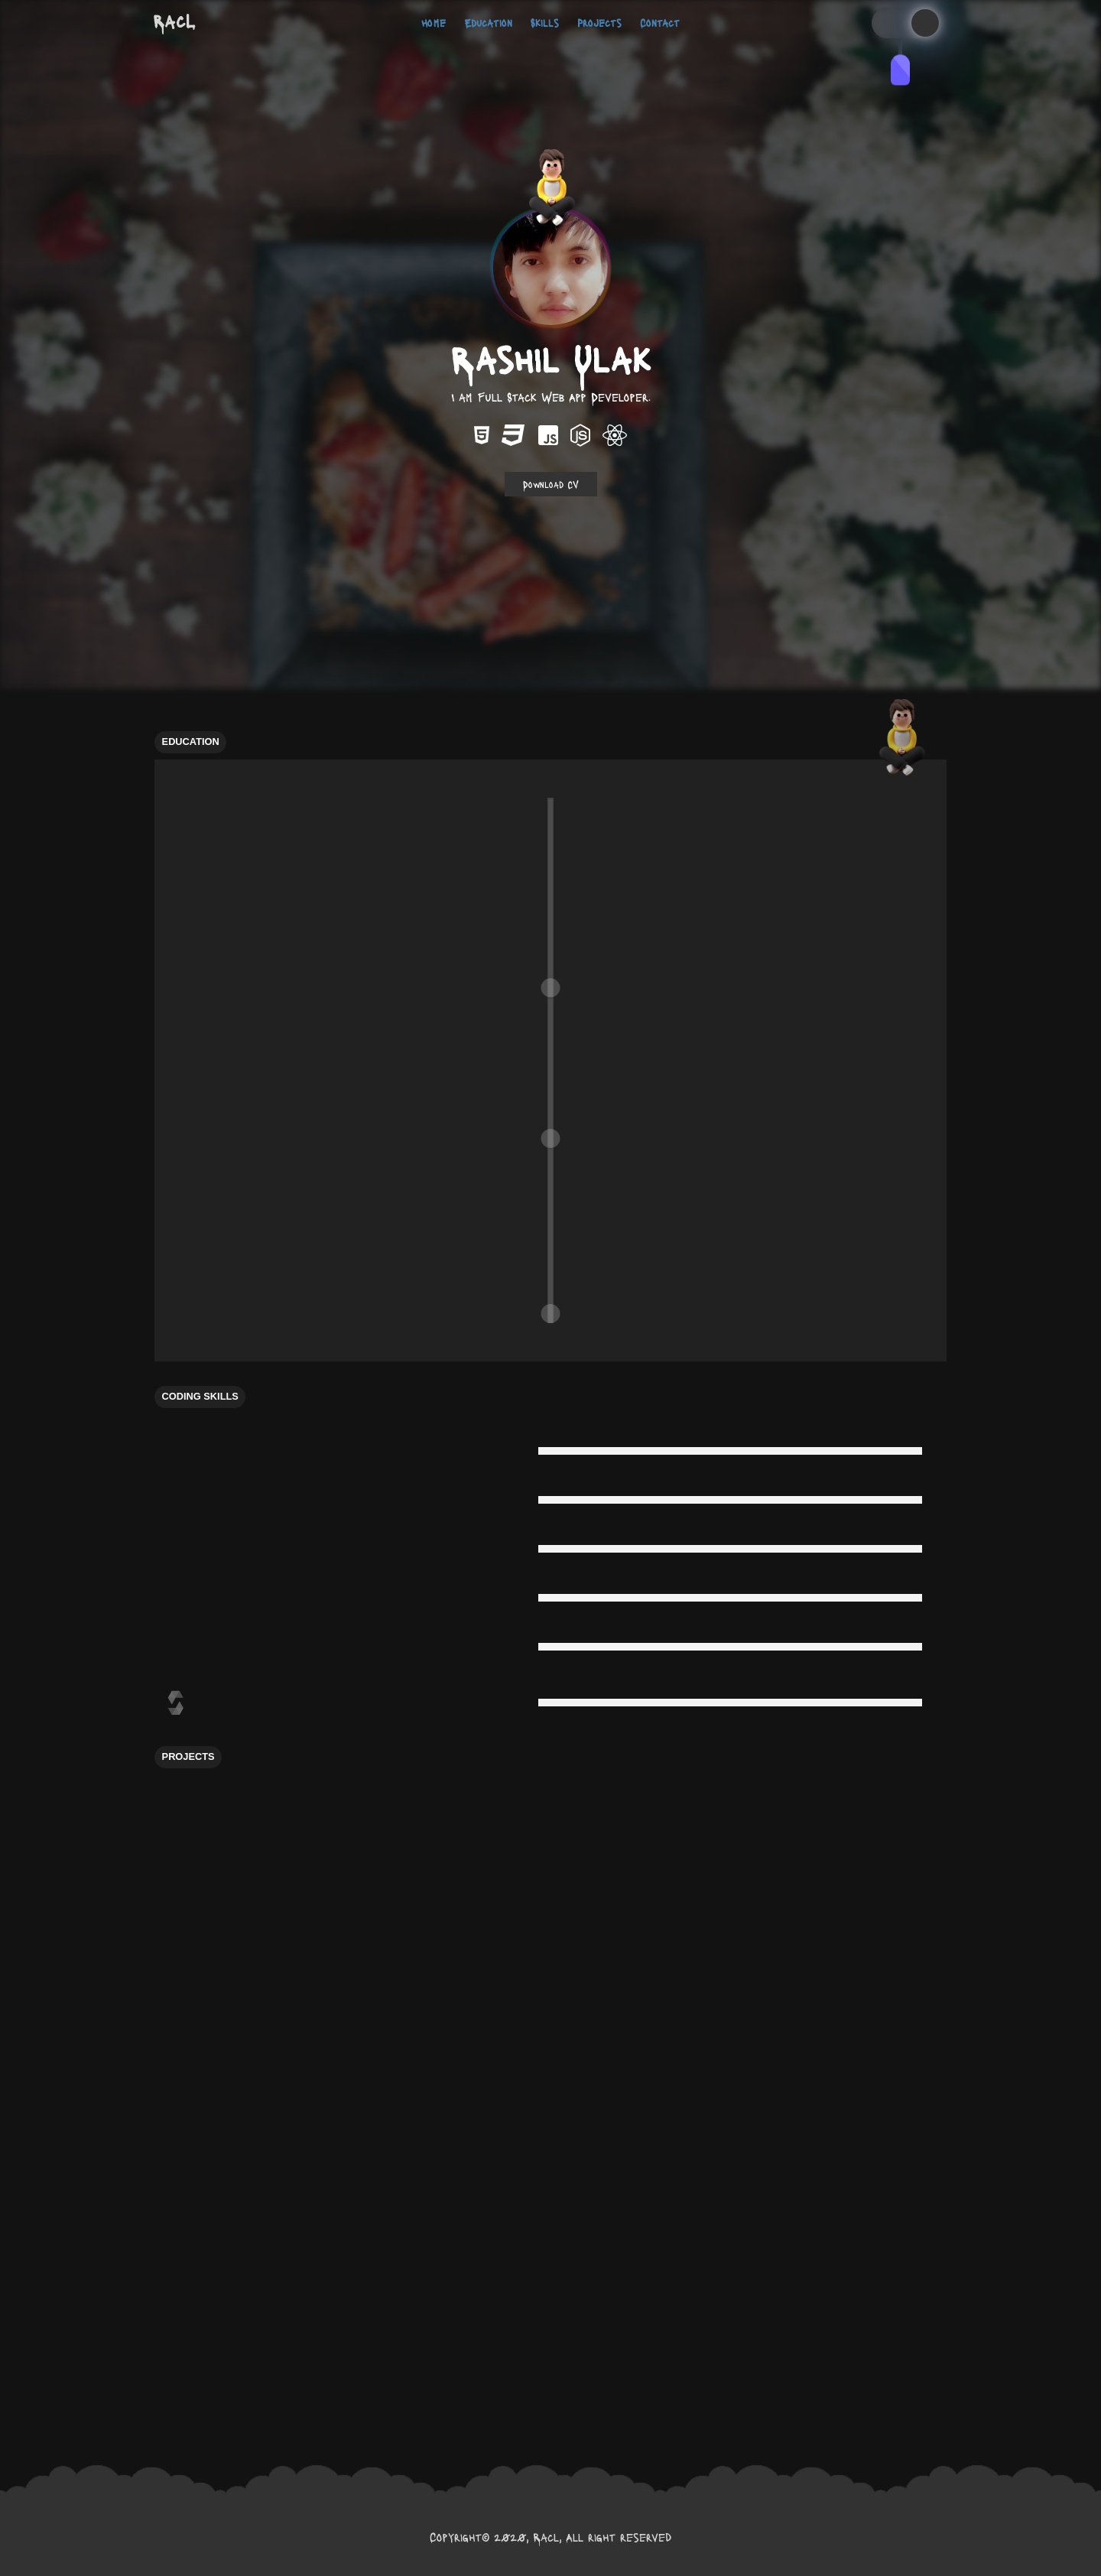 RACL
Home Education Skills Projects Contact
Rashil Ulak
I am Full Stack Web App Developer.
JS
JS
Download CV
EDUCATION
CODING SKILLS
PROJECTS
Copyright© 2020, Racl, All right reserved